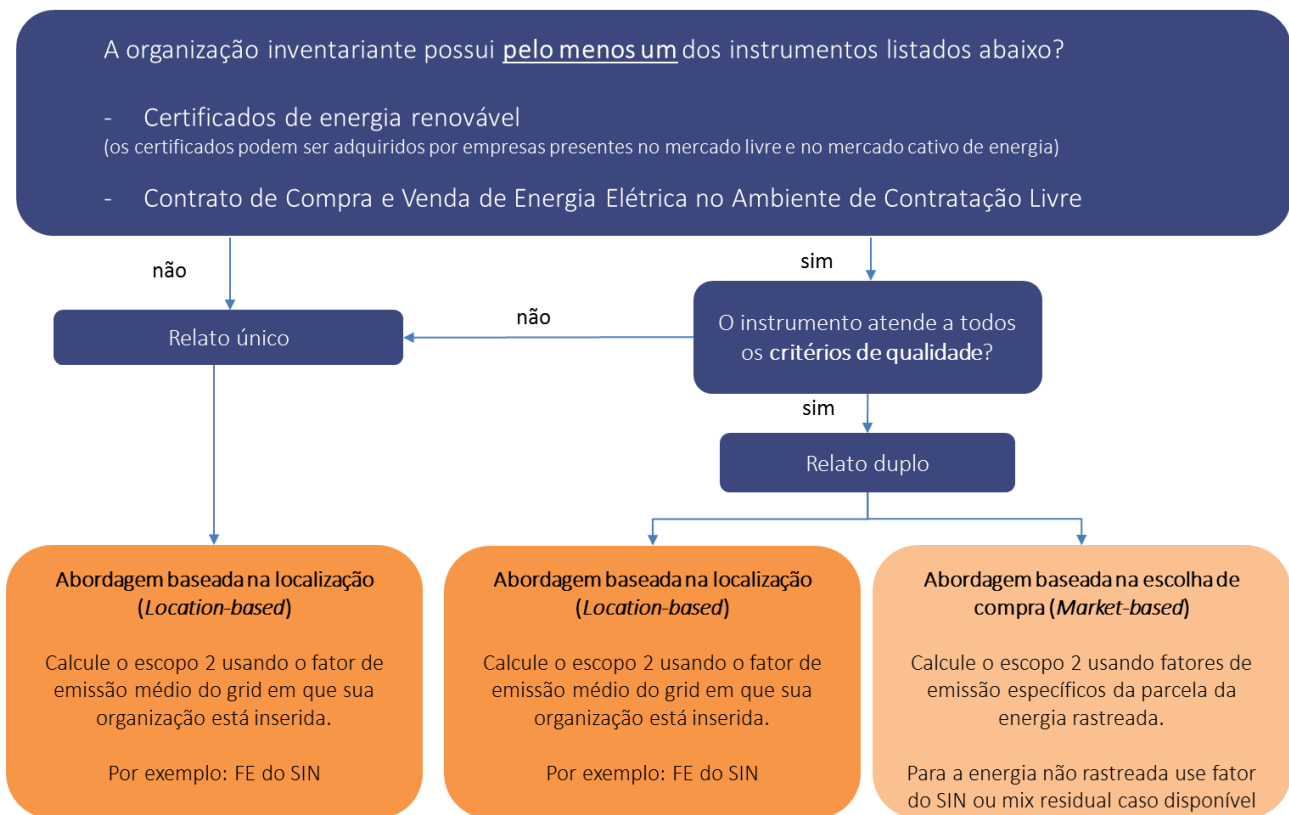 A organização inventariante possui pelo menos um dos instrumentos listados abaixo?
- Certificados de energia renovável
(os certificados podem ser adquiridos por empresas presentes no mercado livre e no mercado cativo de energia)
- Contrato de Compra e Venda de Energia Elétrica no Ambiente de Contratação Livre
não
sim
Relato único
não
O instrumento atende a todos
os critérios de qualidade?
sim
Relato duplo
Abordagem baseada na localização
(Location-based)
Calcule o escopo 2 usando o fator de
emissão médio do grid em que sua
organização está inserida.
Por exemplo: FE do SIN
Abordagem baseada na localização
(Location-based)
Calcule o escopo 2 usando o fator de
emissão médio do grid em que sua
organização está inserida.
Por exemplo: FE do SIN
Abordagem baseada na escolha de
compra (Market-based)
Calcule o escopo 2 usando fatores de
emissão específicos da parcela da
energia rastreada.
Para a energia não rastreada use fator
do SIN ou mix residual caso disponível